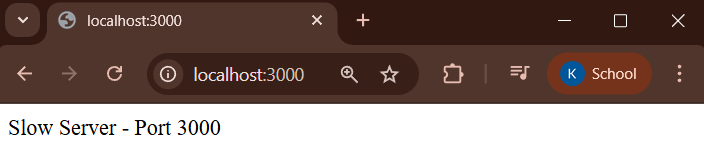 localhost:3000
localhost:3000
K School
Slow Server - Port 3000